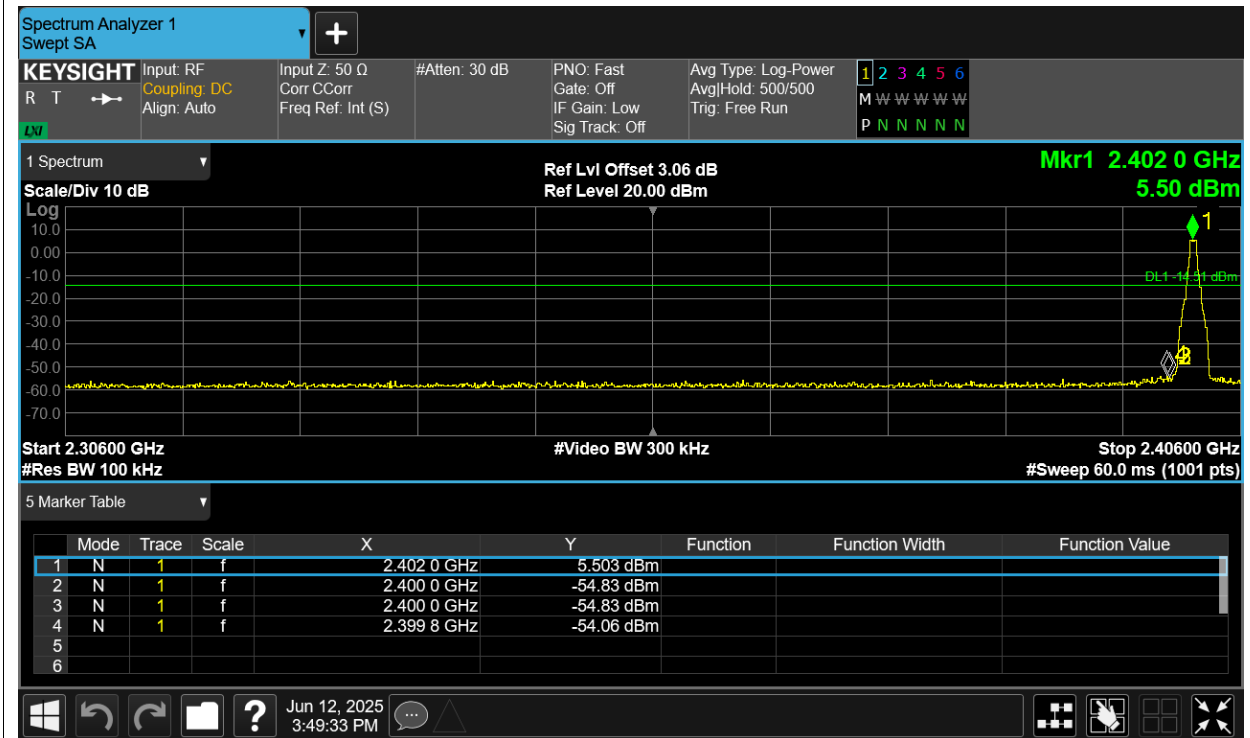 Spectrum Analyzer 1
Swept SA
KEYSIGHT
R T
LXI
Input: RF
Coupling: DC
Align: Auto
Input Z: 50 Ω
Corr CCorr
Freq Ref: Int (S)
#Atten: 30 dB
PNO: Fast
Gate: Off
IF Gain: Low
Sig Track: Off
Avg Type: Log-Power
Avg|Hold: 500/500
Trig: Free Run
1 2 3 4 5 6
M W W W W W
P N N N N N
1 Spectrum
Scale/Div 10 dB
Ref Lvl Offset 3.06 dB
Ref Level 20.00 dBm
Mkr1 2.402 0 GHz
5.50 dBm
Log
10.0
0.00
-10.0
-20.0
-30.0
-40.0
-50.0
-60.0
-70.0
1
DL1 -14.51 dBm
Start 2.30600 GHz
#Res BW 100 kHz
#Video BW 300 kHz
Stop 2.40600 GHz
#Sweep 60.0 ms (1001 pts)
5 Marker Table
Mode Trace Scale X Y Function Function Width Function Value
1 N 1 f 2.402 0 GHz 5.503 dBm
2 N 1 f 2.400 0 GHz -54.83 dBm
3 N 1 f 2.400 0 GHz -54.83 dBm
4 N 1 f 2.399 8 GHz -54.06 dBm
5
6
?
Jun 12, 2025
3:49:33 PM